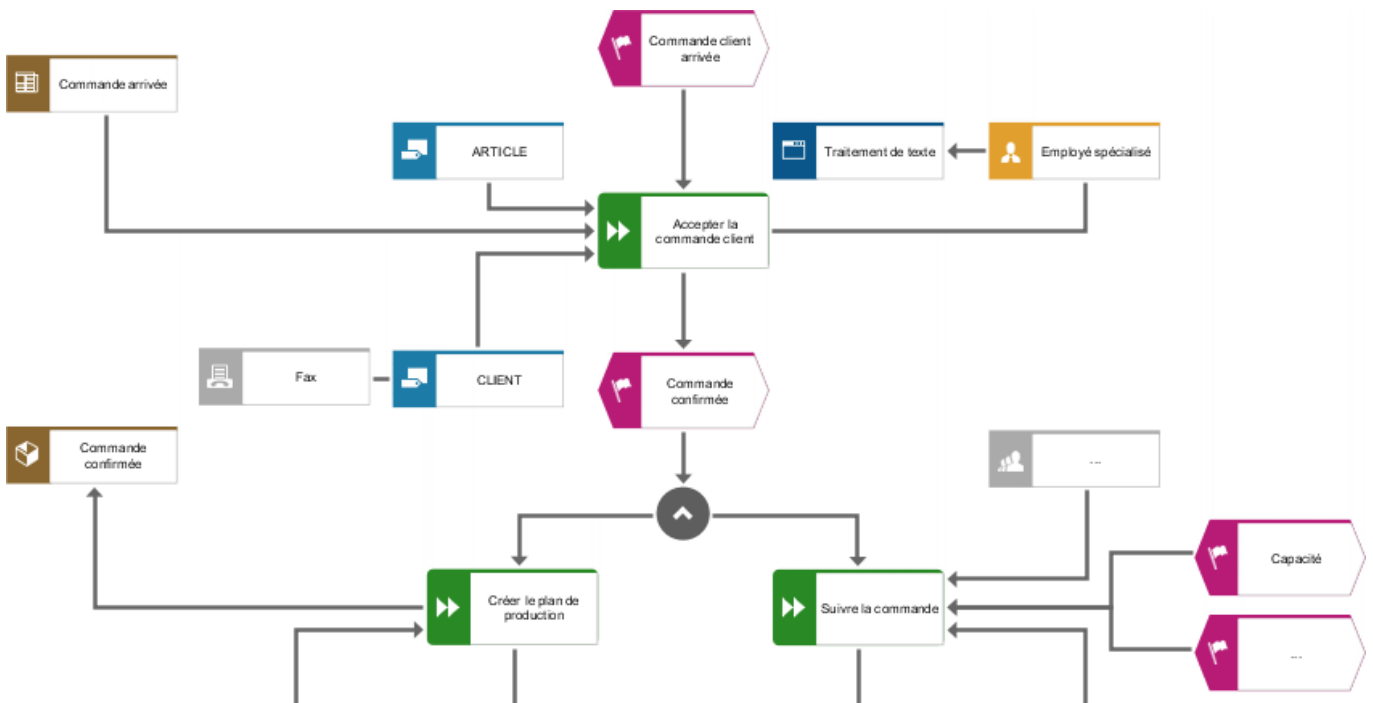 Commande client
arrivée
Commande arrivée
ARTICLE
Traitement de texte
Employé spécialisé
Accepter la
commande client
Fax
CLIENT
Commande
confirmée
Commande
confirmée
...
Capacité
Créer le plan de
production
Suivre la commande
...